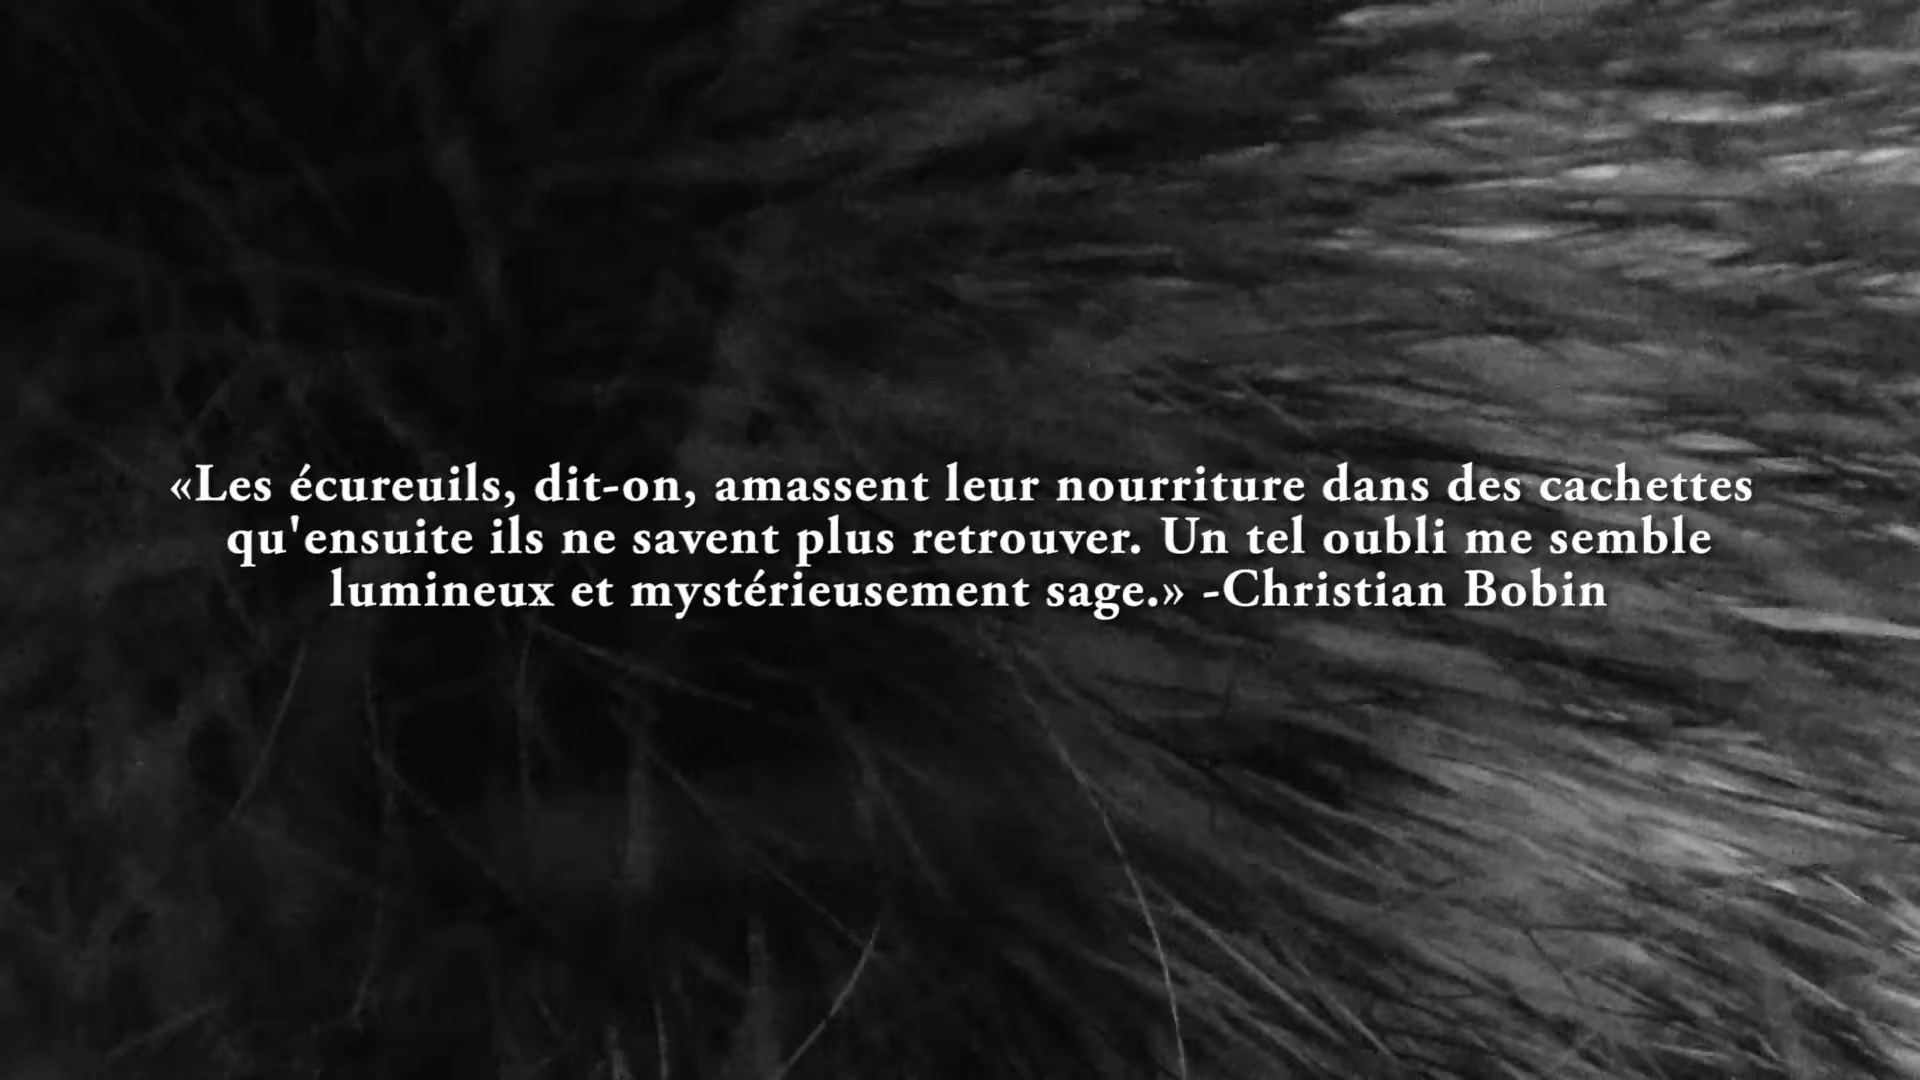 «Les écureuils, dit-on, amassent leur nourriture dans des cachettes
qu'ensuite ils ne savent plus retrouver. Un tel oubli me semble
lumineux et mystérieusement sage.» -Christian Bobin